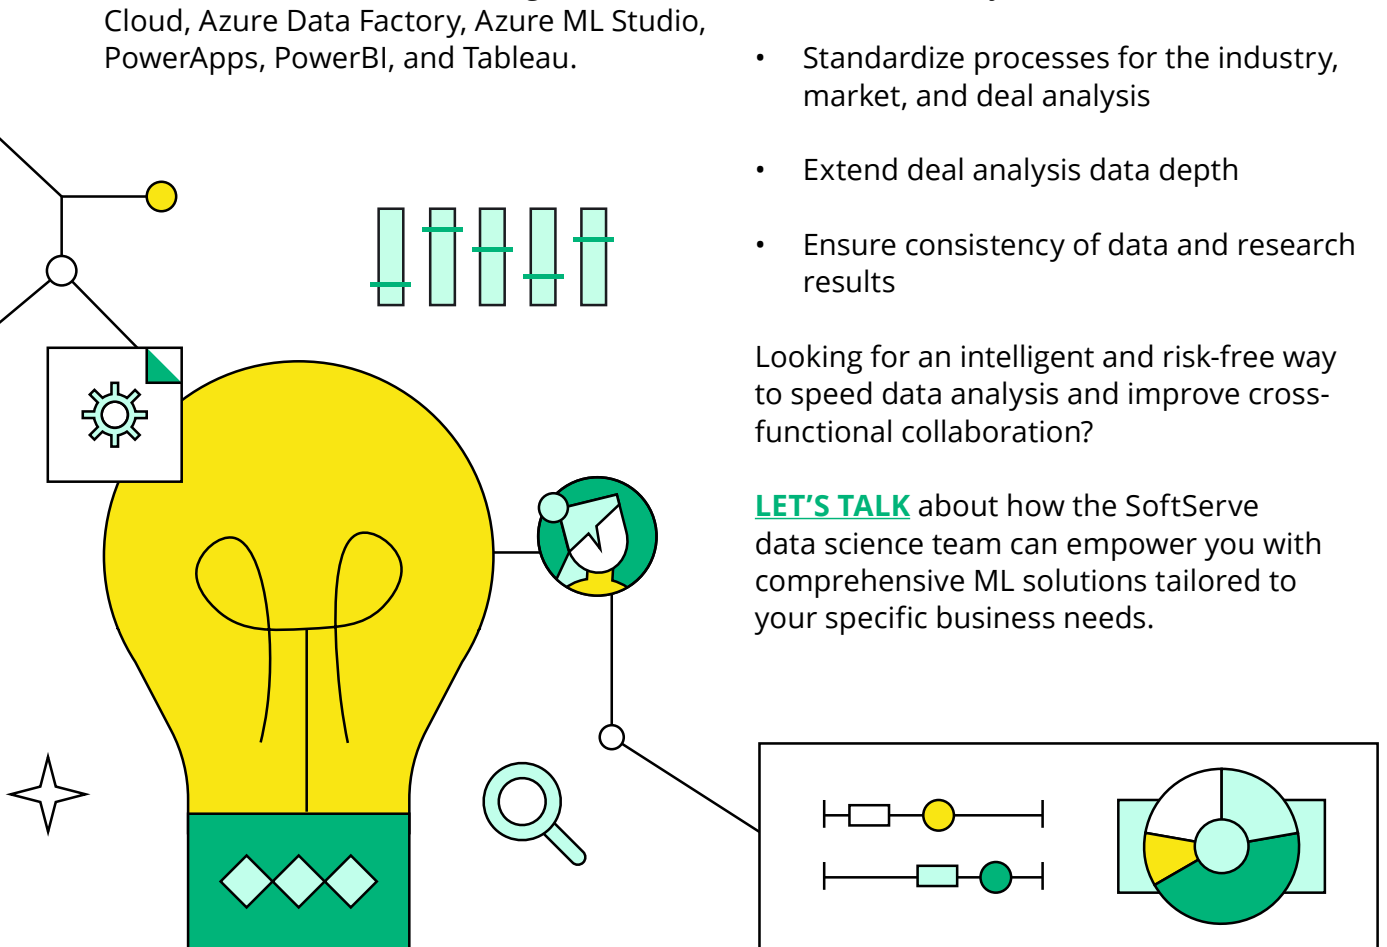 Cloud, Azure Data Factory, Azure ML Studio,
PowerApps, PowerBI, and Tableau.
• Standardize processes for the industry,
market, and deal analysis
• Extend deal analysis data depth
• Ensure consistency of data and research
results
Looking for an intelligent and risk-free way
to speed data analysis and improve cross-
functional collaboration?
LET’S TALK about how the SoftServe
data science team can empower you with
comprehensive ML solutions tailored to
your specific business needs.